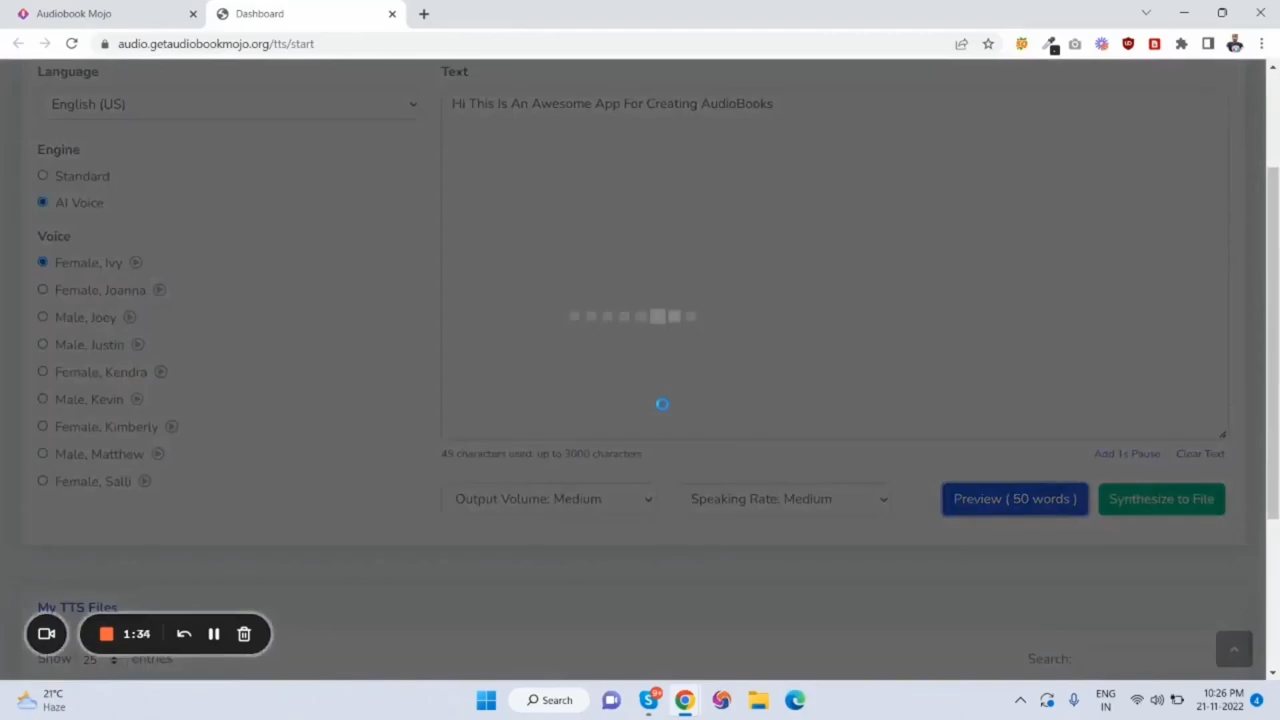 Audiobook Mojo
Dashboard
audio.getaudiobookmojo.org/tts/start
Language
Text
English (US)
Hi This Is An Awesome App For Creating AudioBooks
Engine
Standard
AI Voice
Voice
Female, Ivy
Female, Joanna
Male, Joey
Male, Justin
Female, Kendra
Male, Kevin
Female, Kimberly
Male, Matthew
Female, Salli
49 characters used, up to 3000 characters
Add 1s Pause
Clear Text
Output Volume: Medium
Speaking Rate: Medium
Preview ( 50 words )
Synthesize to File
My TTS Files
1:34
Show 25 entries
Search:
21°C
Haze
Search
9+
ENG
IN
10:26 PM
21-11-2022
4